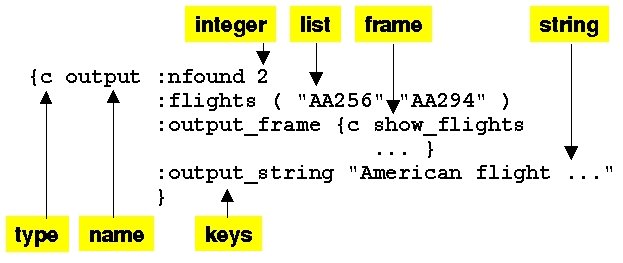 integer list frame string
{c output :nfound 2
:flights ( "AA256" "AA294" )
:output_frame {c show_flights
... }
:output_string "American flight ..."
}
type name keys